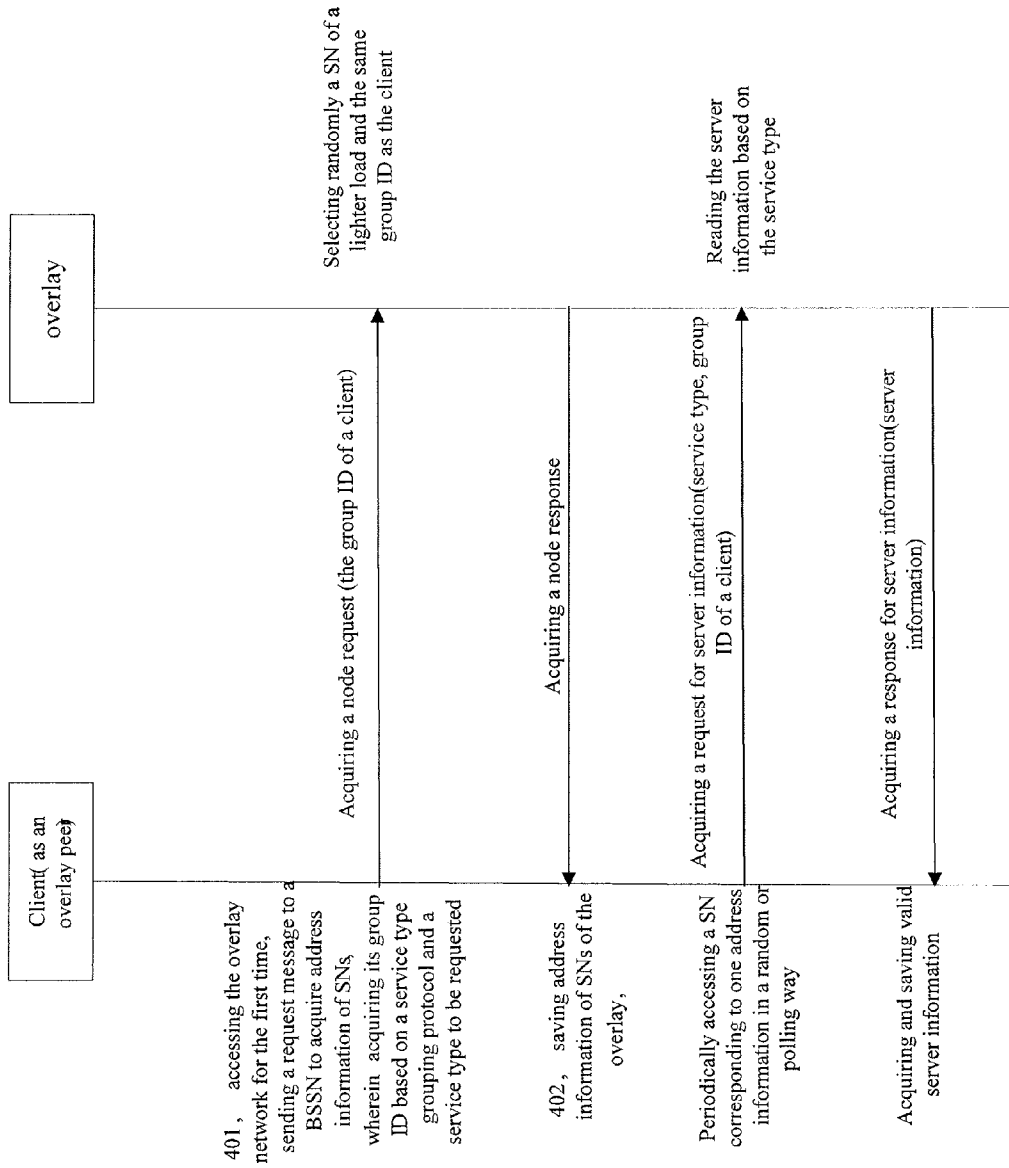 Client( as an
overlay peer)
overlay
401， accessing the overlay
network for the first time,
sending a request message to a
BSSN to acquire address
information of SNs,
wherein acquiring its group
ID based on a service type
grouping protocol and a
service type to be requested
Acquiring a node request (the group ID of a client)
Selecting randomly a SN of a
lighter load and the same
group ID as the client
402， saving address
information of SNs of the
overlay,
Acquiring a node response
Periodically accessing a SN
corresponding to one address
information in a random or
polling way
Acquiring a request for server information(service type, group
ID of a client)
Reading the server
information based on
the service type
Acquiring and saving valid
server information
Acquiring a response for server information(server
information)